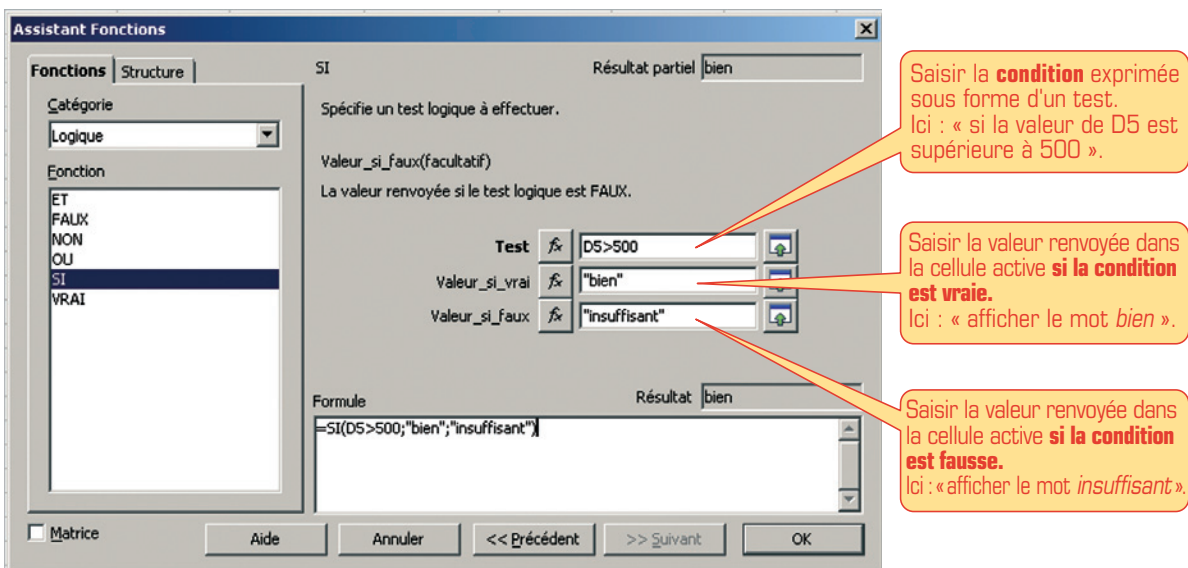 Assistant Fonctions
Fonctions Structure
Catégorie
Logique
Fonction
ET
FAUX
NON
OU
SI
VRAI
Matrice
SI
Résultat partiel bien
Spécifie un test logique à effectuer.
Valeur_si_faux(facultatif)
La valeur renvoyée si le test logique est FAUX.
Test fx D5>500
Valeur_si_vrai fx "bien"
Valeur_si_faux fx "insuffisant"
Formule
Résultat bien
=SI(D5>500;"bien";"insuffisant")
Aide
Annuler
<< Précédent
>> Suivant
OK
Saisir la condition exprimée
sous forme d'un test.
Ici : « si la valeur de D5 est
supérieure à 500 ».
Saisir la valeur renvoyée dans
la cellule active si la condition
est vraie.
Ici : « afficher le mot bien ».
Saisir la valeur renvoyée dans
la cellule active si la condition
est fausse.
Ici : « afficher le mot insuffisant ».